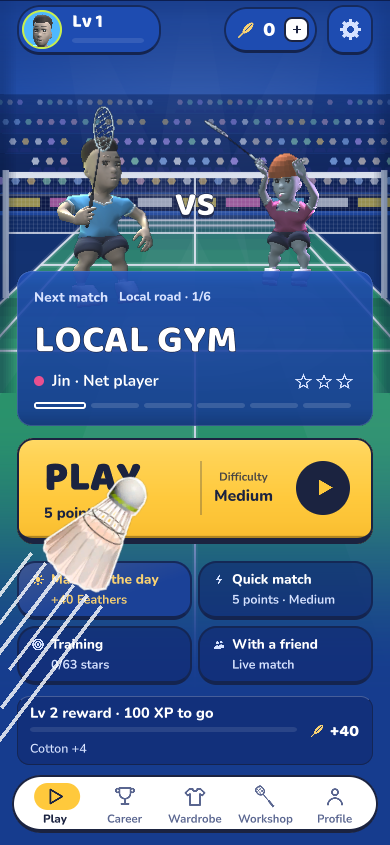 Lv 1
0
+
VS
Next match Local road · 1/6
LOCAL GYM
Jin · Net player
PLAY
5 poin
Difficulty
Medium
the day
+40 Feathers
Quick match
5 points · Medium
Training
0/63 stars
With a friend
Live match
Lv 2 reward · 100 XP to go
+40
Cotton +4
Play
Career
Wardrobe
Workshop
Profile